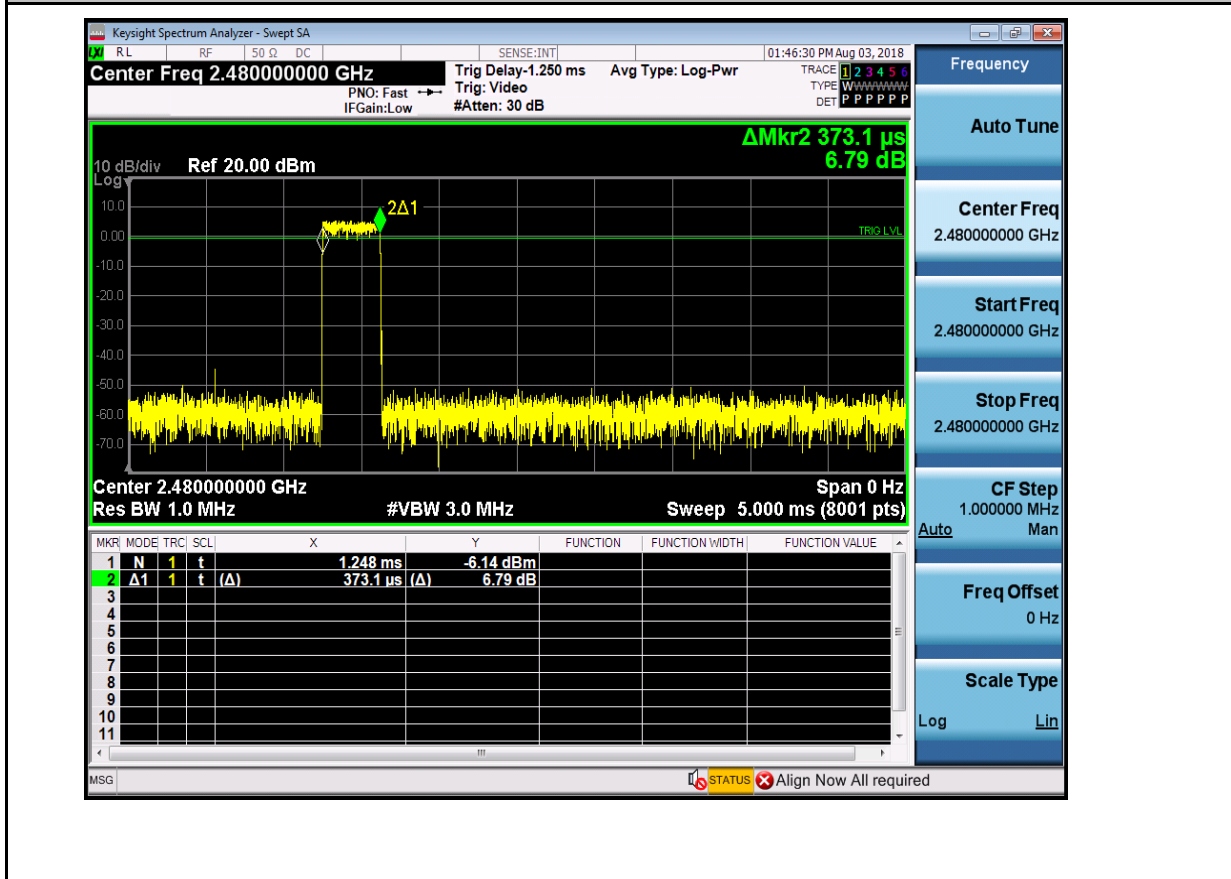 Keysight Spectrum Analyzer - Swept SA
LXI RL RF 50 Ω DC SENSE:INT 01:46:30 PM Aug 03, 2018
Center Freq 2.480000000 GHz
PNO: Fast
IFGain:Low
Trig Delay-1.250 ms
Trig: Video
#Atten: 30 dB
Avg Type: Log-Pwr
TRACE 1 2 3 4 5 6
TYPE WWWWWW
DET P P P P P P
ΔMkr2 373.1 µs
6.79 dB
10 dB/div Ref 20.00 dBm
Log
10.0
0.00
-10.0
-20.0
-30.0
-40.0
-50.0
-60.0
-70.0
2Δ1
TRIG LVL
Center 2.480000000 GHz Span 0 Hz
Res BW 1.0 MHz #VBW 3.0 MHz Sweep 5.000 ms (8001 pts)
MKR MODE TRC SCL X Y FUNCTION FUNCTION WIDTH FUNCTION VALUE
1 N 1 t 1.248 ms -6.14 dBm
2 Δ1 1 t (Δ) 373.1 µs (Δ) 6.79 dB
3
4
5
6
7
8
9
10
11
MSG STATUS Align Now All required
Frequency
Auto Tune
Center Freq
2.480000000 GHz
Start Freq
2.480000000 GHz
Stop Freq
2.480000000 GHz
CF Step
1.000000 MHz
Auto Man
Freq Offset
0 Hz
Scale Type
Log Lin